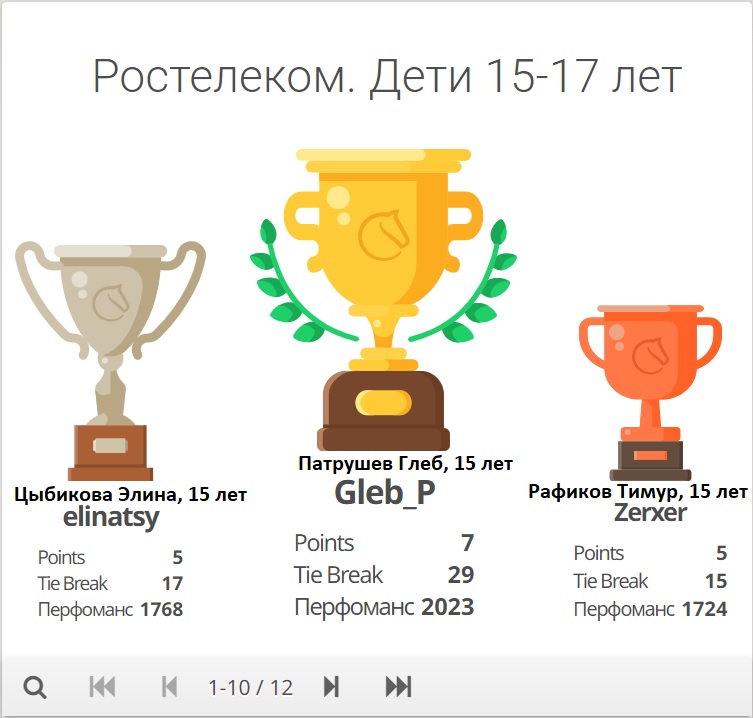 Ростелеком. Дети 15-17 лет
Цыбикова Элина, 15 лет
elinatsy
Points 5
Tie Break 17
Перфоманс 1768
Патрушев Глеб, 15 лет
Gleb_P
Points 7
Tie Break 29
Перфоманс 2023
Рафиков Тимур, 15 лет
Zerxer
Points 5
Tie Break 15
Перфоманс 1724
1-10 / 12